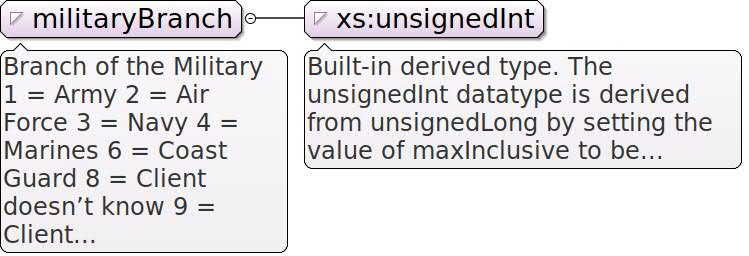 militaryBranch
xs:unsignedInt
Branch of the Military
1 = Army 2 = Air
Force 3 = Navy 4 =
Marines 6 = Coast
Guard 8 = Client
doesn’t know 9 =
Client...
Built-in derived type. The
unsignedInt datatype is derived
from unsignedLong by setting the
value of maxInclusive to be...